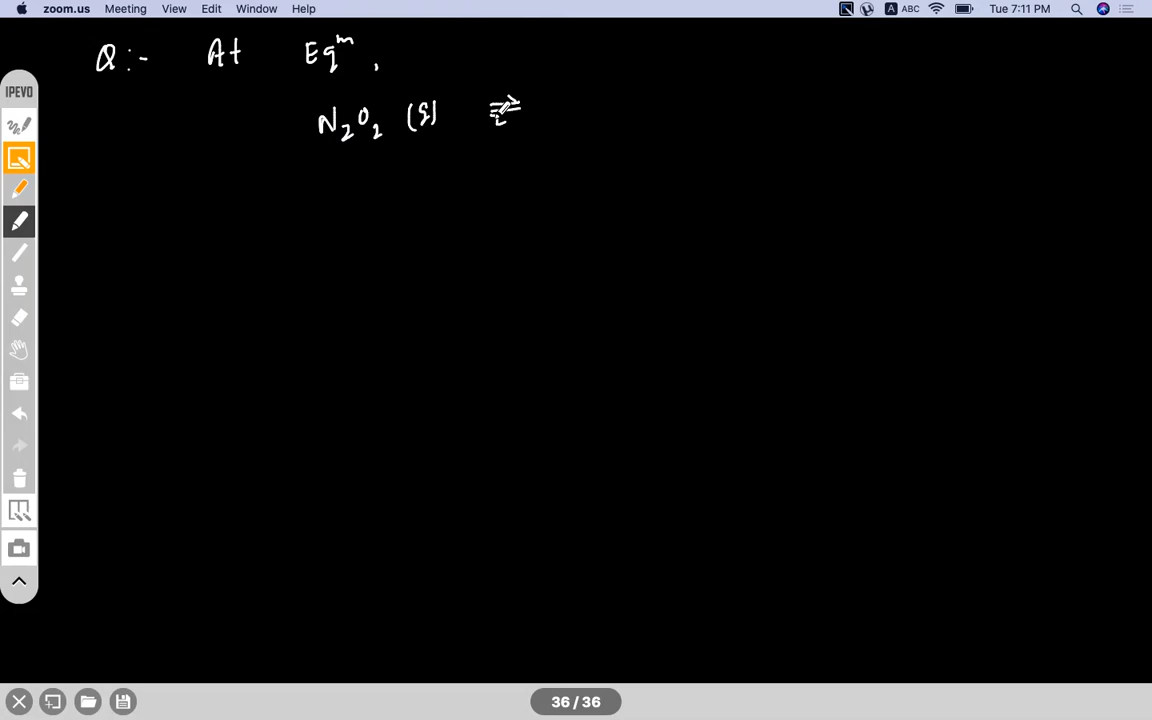 zoom.us Meeting View Edit Window Help A ABC Tue 7:11 PM
Q:- At Eqᵐ,
IPEVO
N₂O₂ (g) ⇌
36 / 36